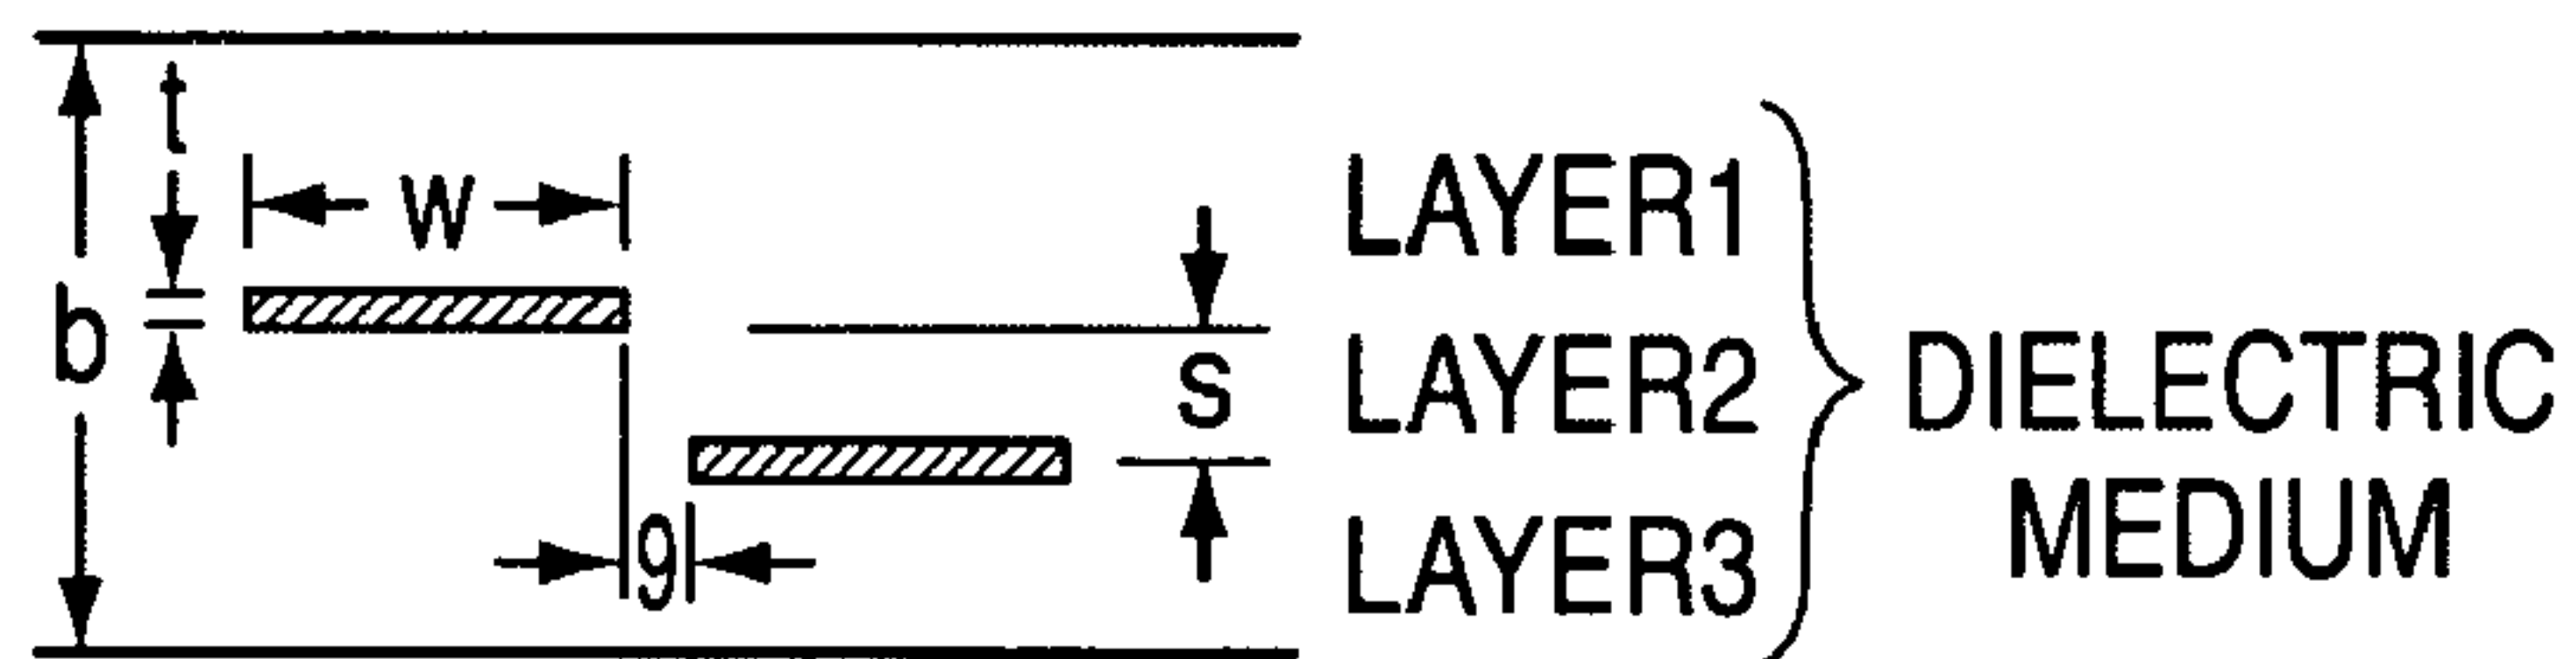 t
W
b
S
g
LAYER1
LAYER2
LAYER3
DIELECTRIC
MEDIUM